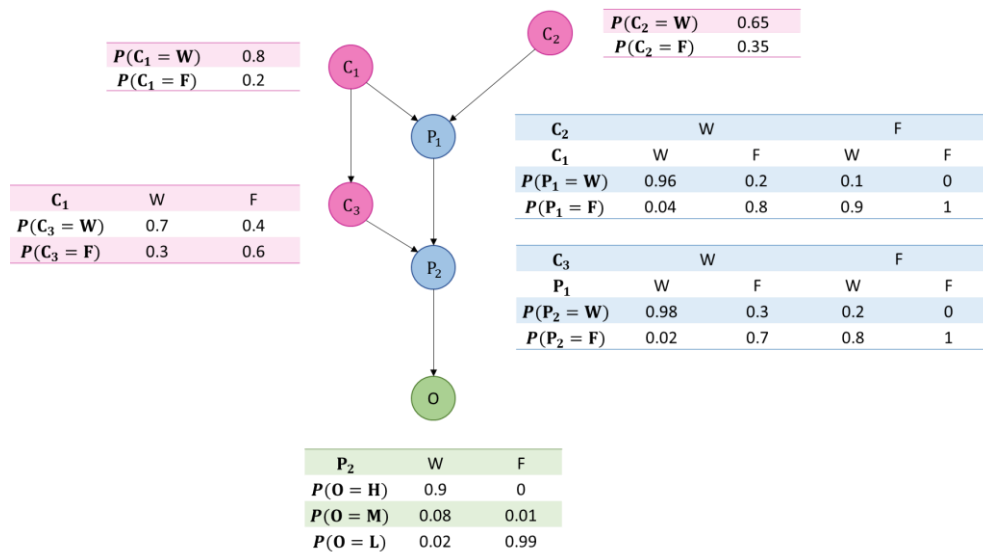 P(C₂ = W) 0.65
P(C₂ = F) 0.35
C₂
P(C₁ = W) 0.8
P(C₁ = F) 0.2
C₁
P₁
C₂ W F
C₁ W F W F
P(P₁ = W) 0.96 0.2 0.1 0
P(P₁ = F) 0.04 0.8 0.9 1
C₁ W F
P(C₃ = W) 0.7 0.4
P(C₃ = F) 0.3 0.6
C₃
P₂
C₃ W F
P₁ W F W F
P(P₂ = W) 0.98 0.3 0.2 0
P(P₂ = F) 0.02 0.7 0.8 1
O
P₂ W F
P(O = H) 0.9 0
P(O = M) 0.08 0.01
P(O = L) 0.02 0.99